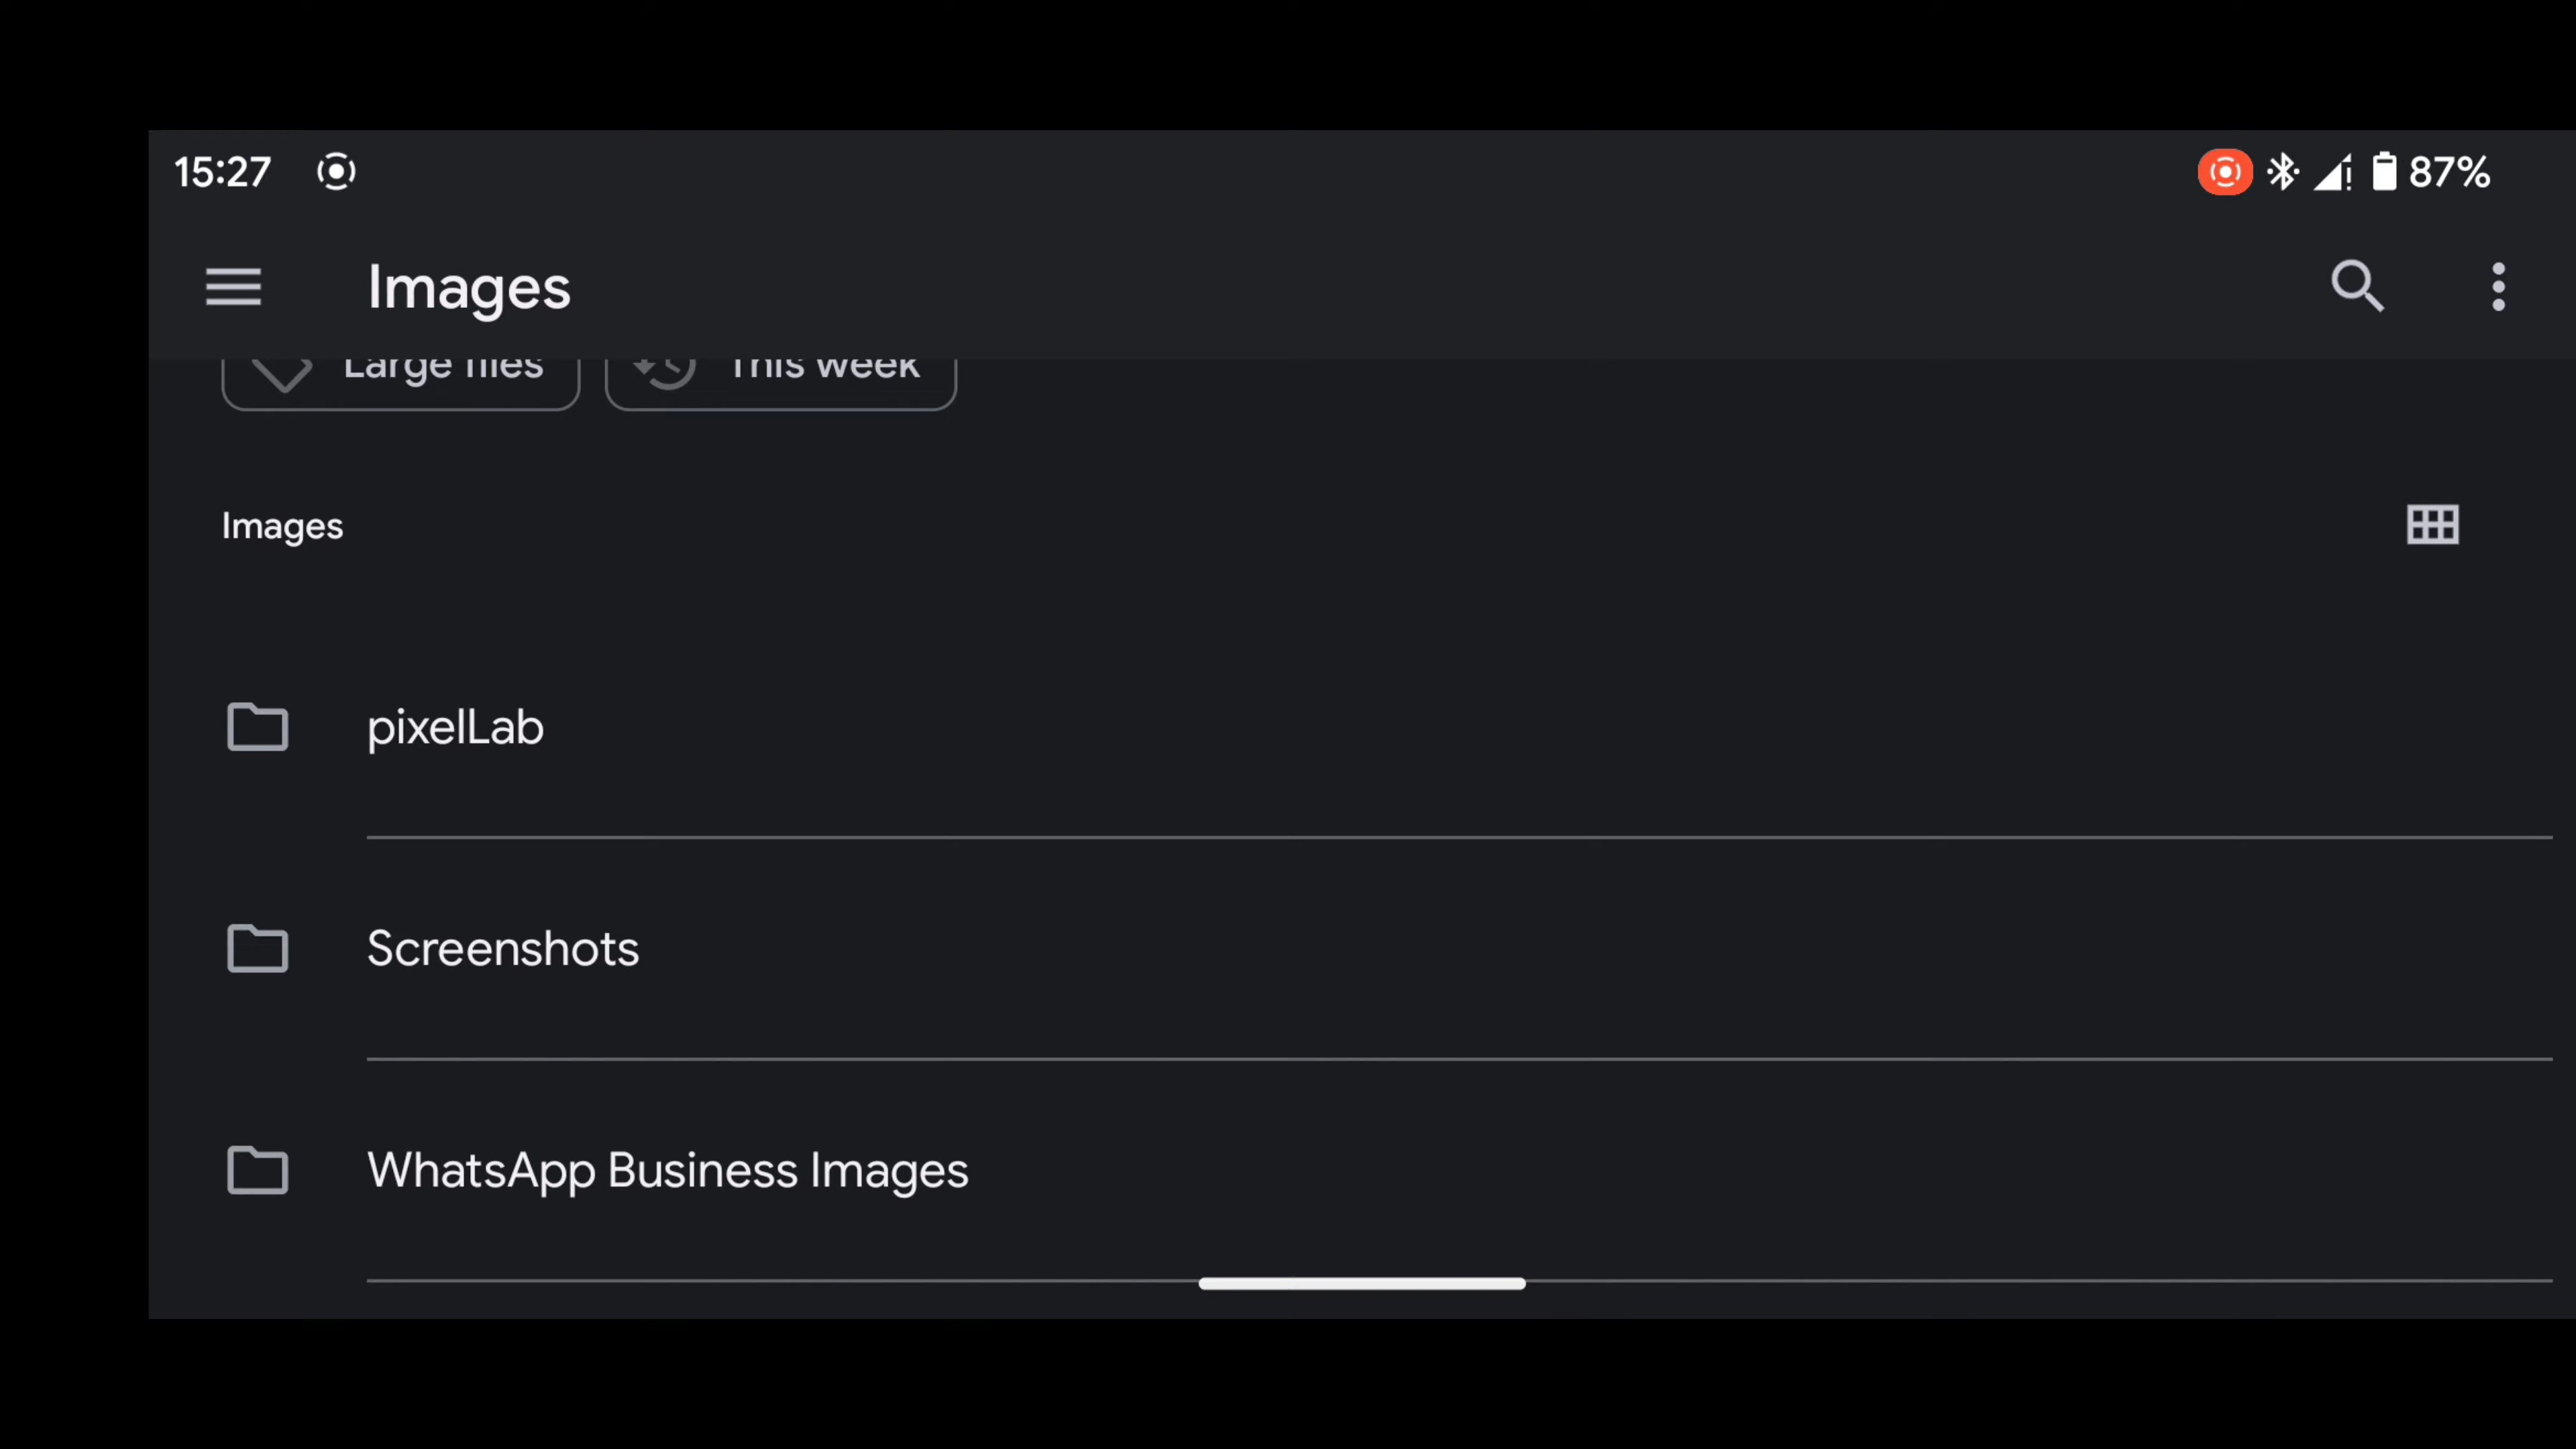 15:27
87%
Images
Large files
This week
Images
pixelLab
Screenshots
WhatsApp Business Images